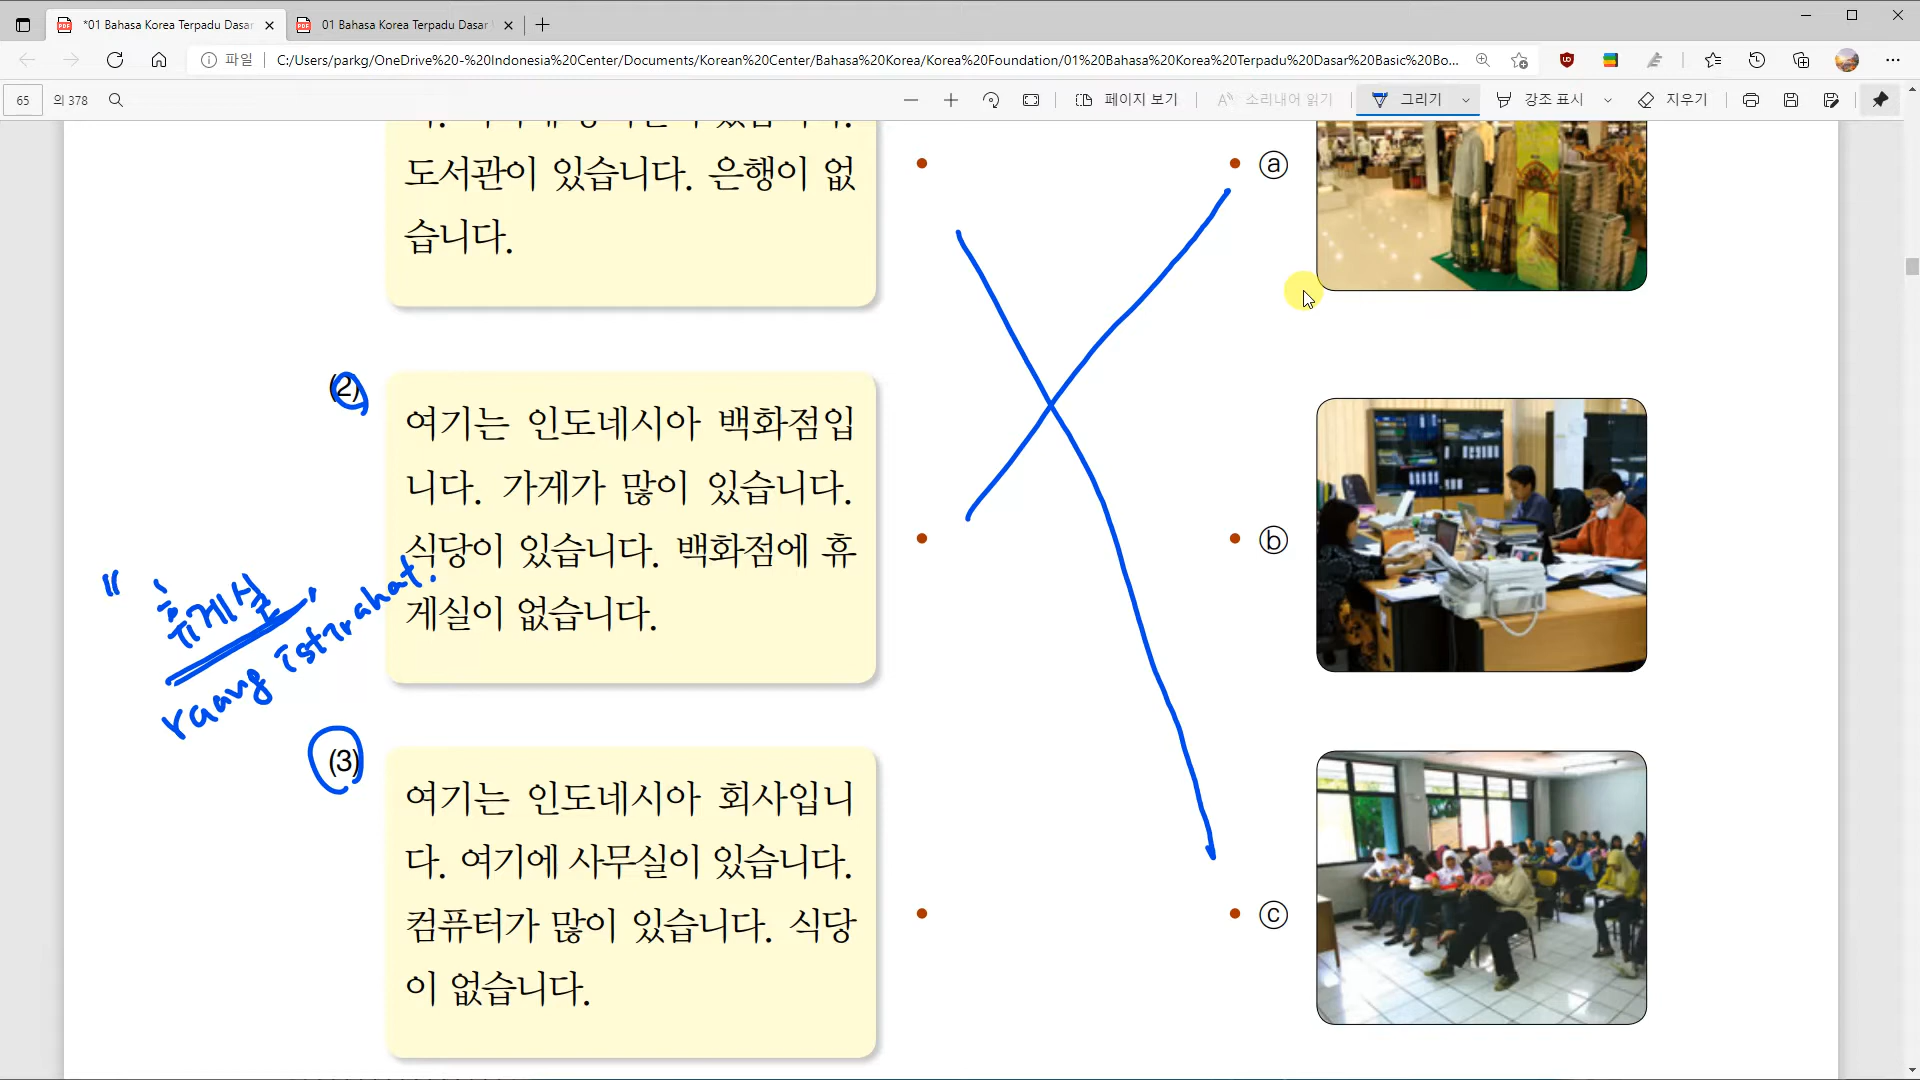 *01 Bahasa Korea Terpadu Dasar
01 Bahasa Korea Terpadu Dasar
파일
C:/Users/parkg/OneDrive%20-%20Indonesia%20Center/Documents/Korean%20Center/Bahasa%20Korea/Korea%20Foundation/01%20Bahasa%20Korea%20Terpadu%20Dasar%20Basic%20Bo...
65 의 378
페이지 보기
소리내어 읽기
그리기
강조 표시
지우기
도서관이 있습니다. 은행이 없
습니다.
ⓐ
(2)
여기는 인도네시아 백화점입
니다. 가게가 많이 있습니다.
식당이 있습니다. 백화점에 휴
게실이 없습니다.
ⓑ
" 휴게실
ruang istirahat.
(3)
여기는 인도네시아 회사입니
다. 여기에 사무실이 있습니다.
컴퓨터가 많이 있습니다. 식당
이 없습니다.
ⓒ